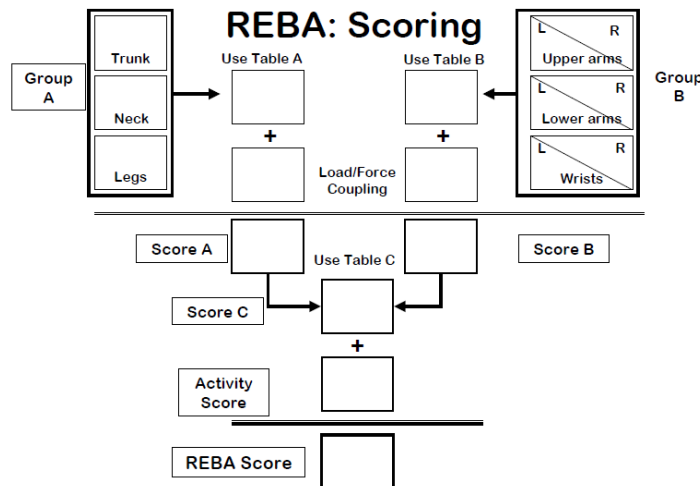 REBA: Scoring
Group
A
Trunk
Neck
Legs
Use Table A
+
Use Table B
+
Load/Force
Coupling
L R
Upper arms
L R
Lower arms
L R
Wrists
Group
B
Score A
Use Table C
Score B
Score C
+
Activity
Score
REBA Score